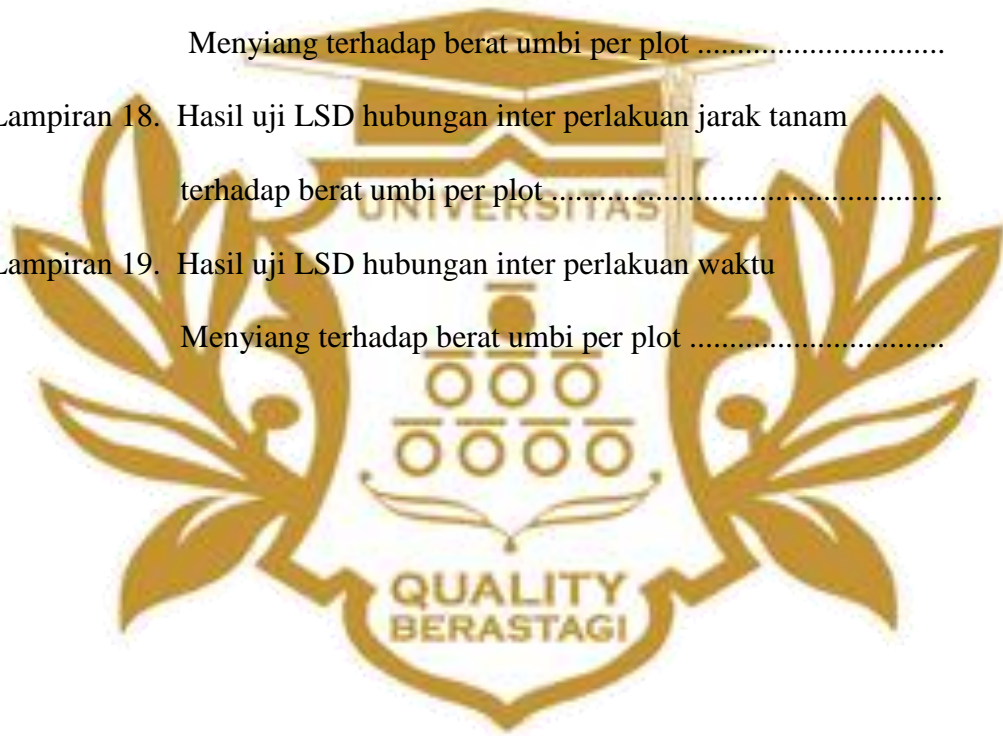 Menyiang terhadap berat umbi per plot ...............................
Lampiran 18. Hasil uji LSD hubungan inter perlakuan jarak tanam
terhadap berat umbi per plot .................................................
UNIVERSITAS
Lampiran 19. Hasil uji LSD hubungan inter perlakuan waktu
Menyiang terhadap berat umbi per plot ................................
QUALITY
BERASTAGI